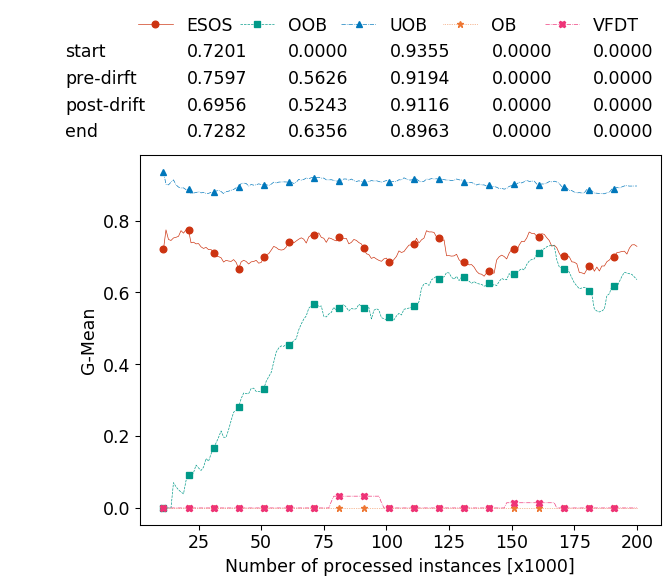 ESOS OOB UOB OB VFDT
start 0.7201 0.0000 0.9355 0.0000 0.0000
pre-dirft 0.7597 0.5626 0.9194 0.0000 0.0000
post-drift 0.6956 0.5243 0.9116 0.0000 0.0000
end 0.7282 0.6356 0.8963 0.0000 0.0000
0.8
0.6
0.4
0.2
0.0
G-Mean
25 50 75 100 125 150 175 200
Number of processed instances [x1000]